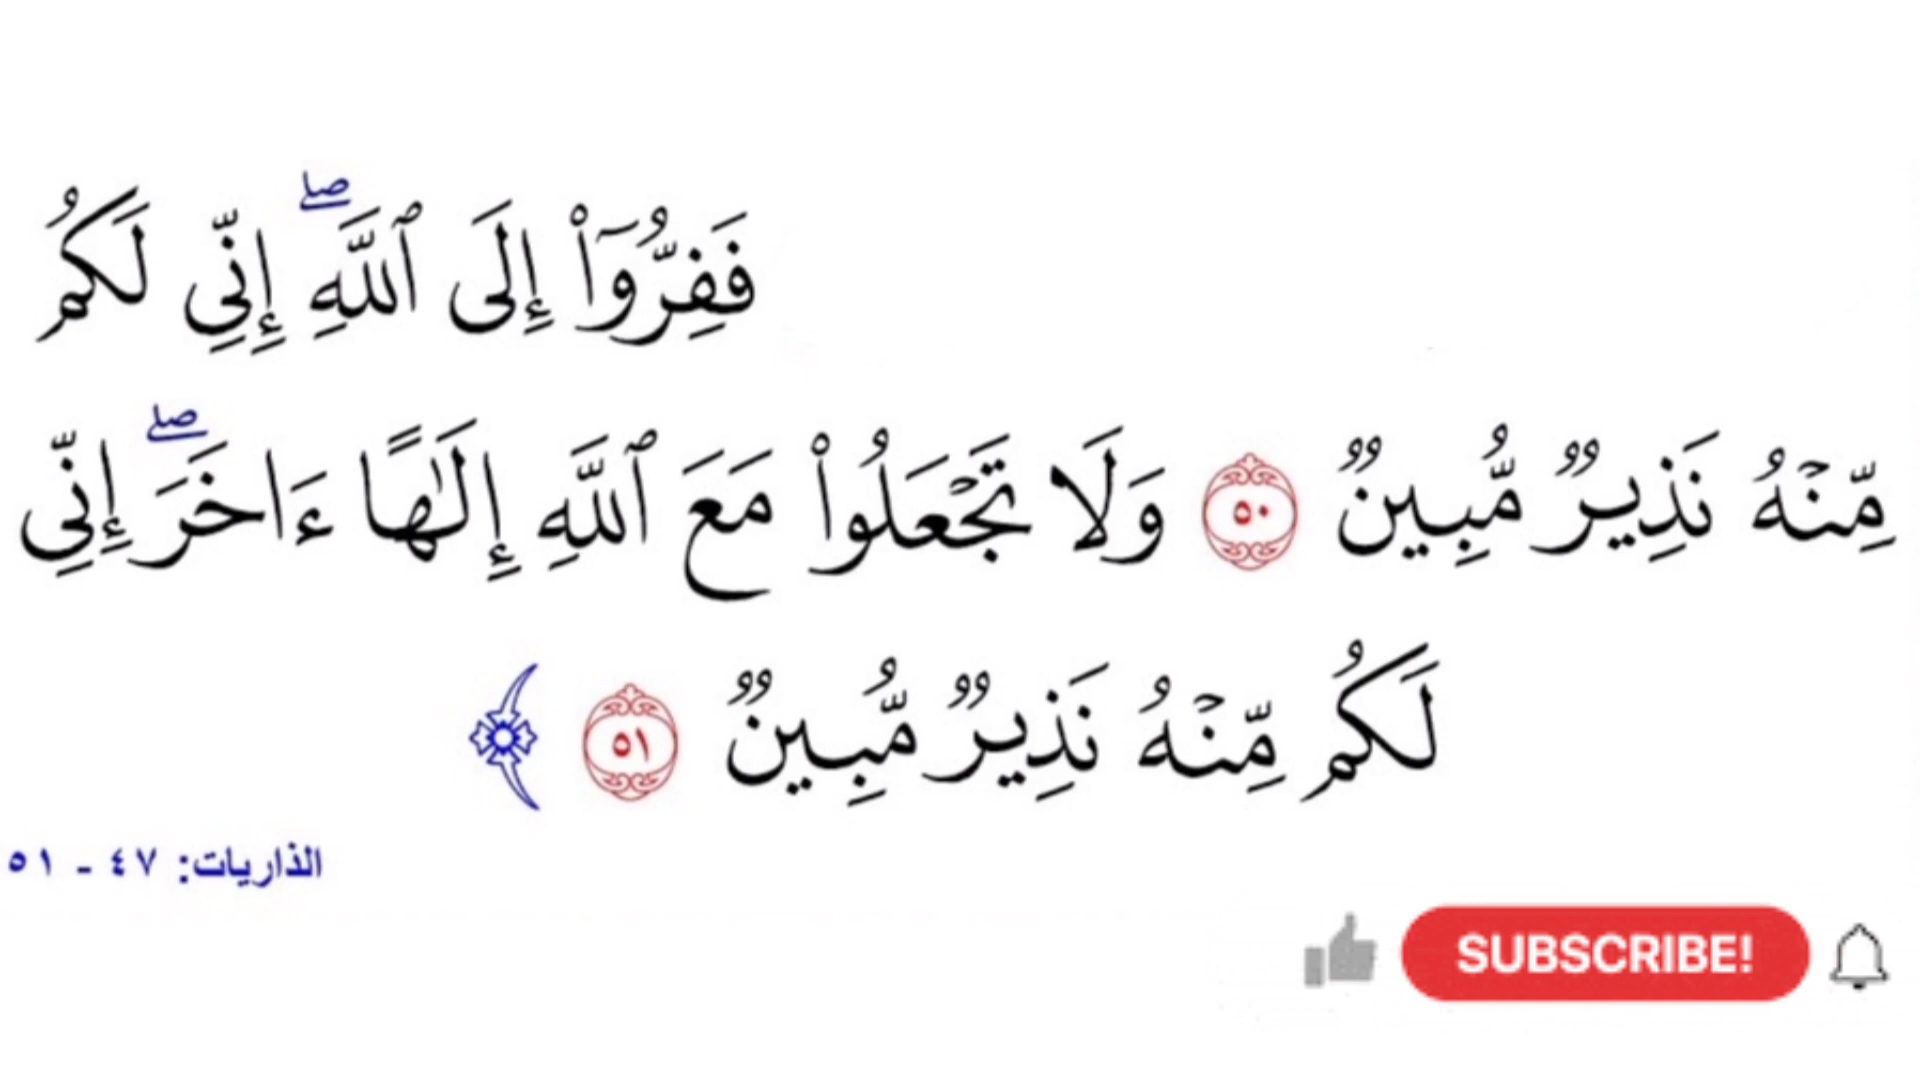 فَفِرُّوٓا۟ إِلَى ٱللَّهِ ۖ إِنِّى لَكُم
مِّنْهُ نَذِيرٌ مُّبِينٌ ٥٠ وَلَا تَجْعَلُوا۟ مَعَ ٱللَّهِ إِلَـٰهًا ءَاخَرَ ۖ إِنِّى
لَكُم مِّنْهُ نَذِيرٌ مُّبِينٌ ٥١ ﴾
الذاريات: ٤٧ - ٥١
SUBSCRIBE!